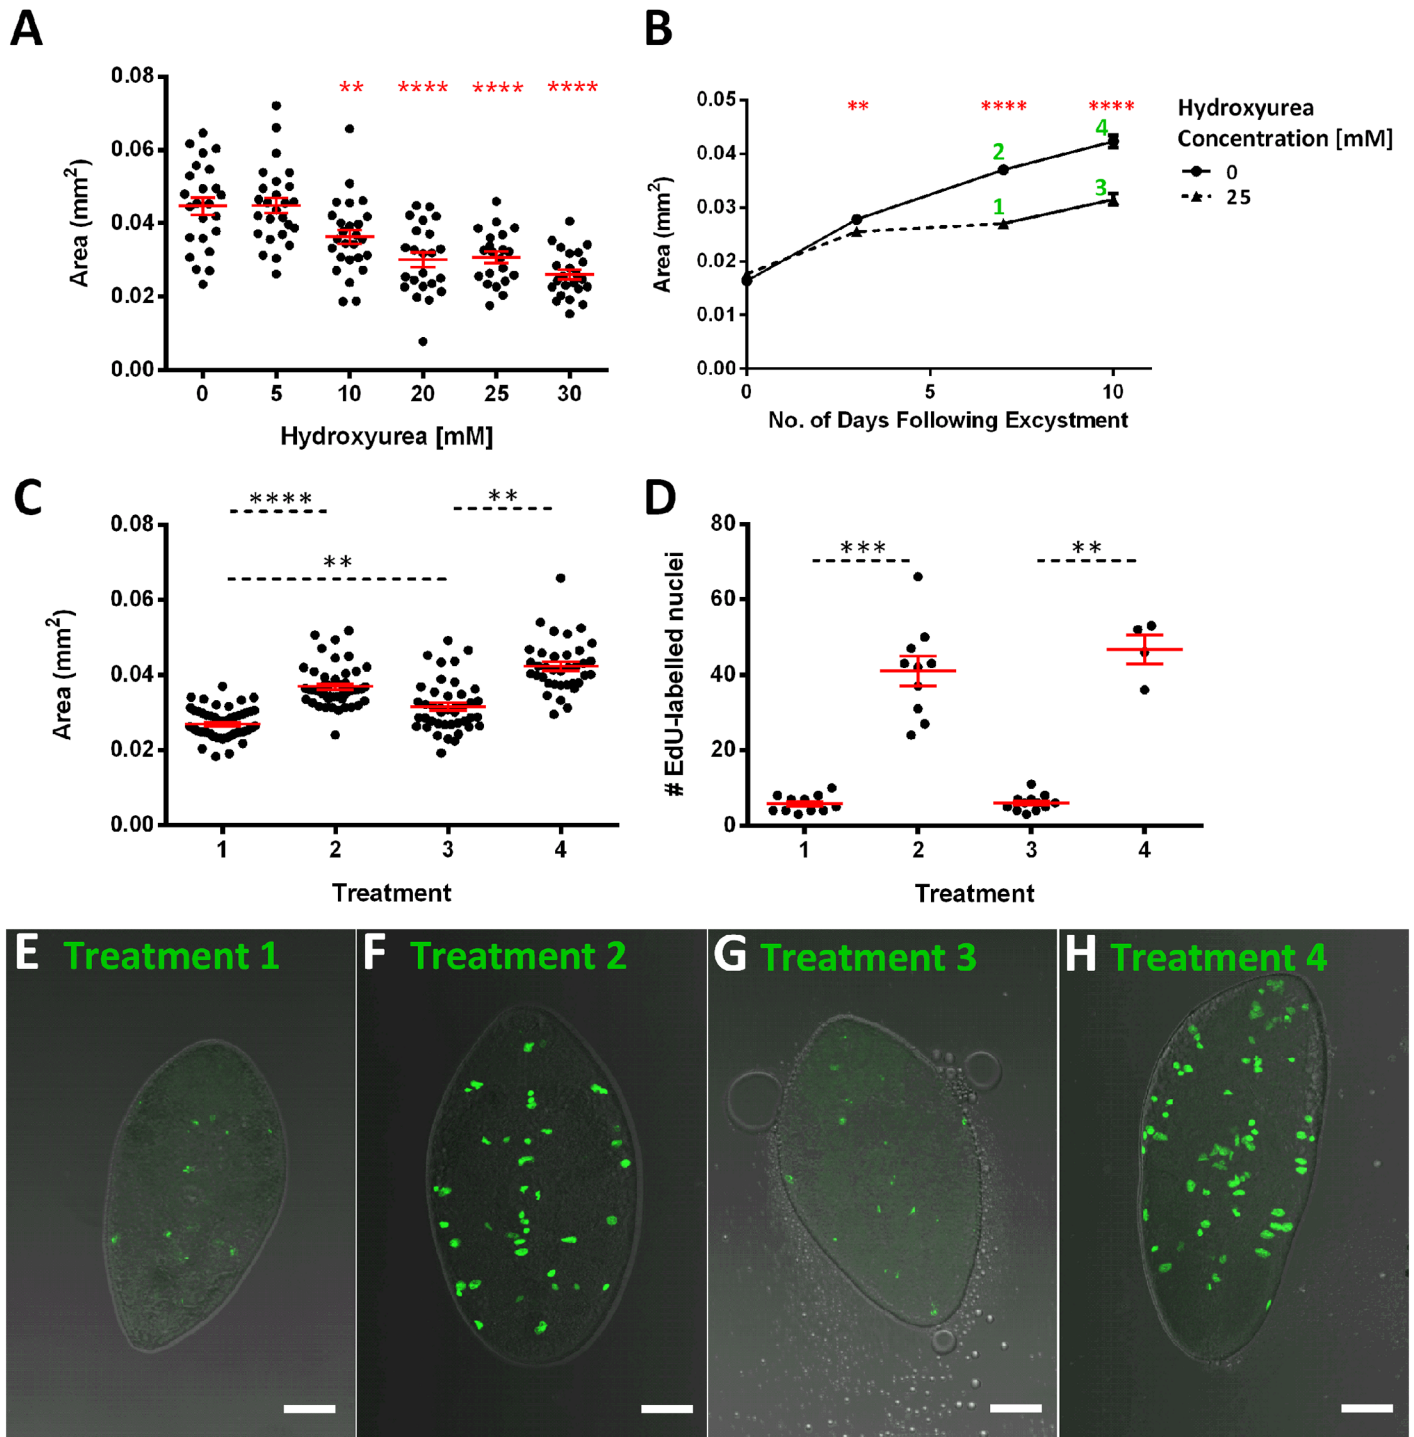 A
0.08
0.06
0.04
0.02
0.00
Area (mm²)
** **** **** ****
0 5 10 20 25 30
Hydroxyurea [mM]
B
0.05
0.04
0.03
0.02
0.01
0.00
Area (mm²)
** **** ****
2
4
1
3
0 5 10
No. of Days Following Excystment
Hydroxyurea
Concentration [mM]
0
25
C
0.08
0.06
0.04
0.02
0.00
Area (mm²)
**** **
**
1 2 3 4
Treatment
D
80
60
40
20
0
# EdU-labelled nuclei
*** **
1 2 3 4
Treatment
E Treatment 1
F Treatment 2
G Treatment 3
H Treatment 4